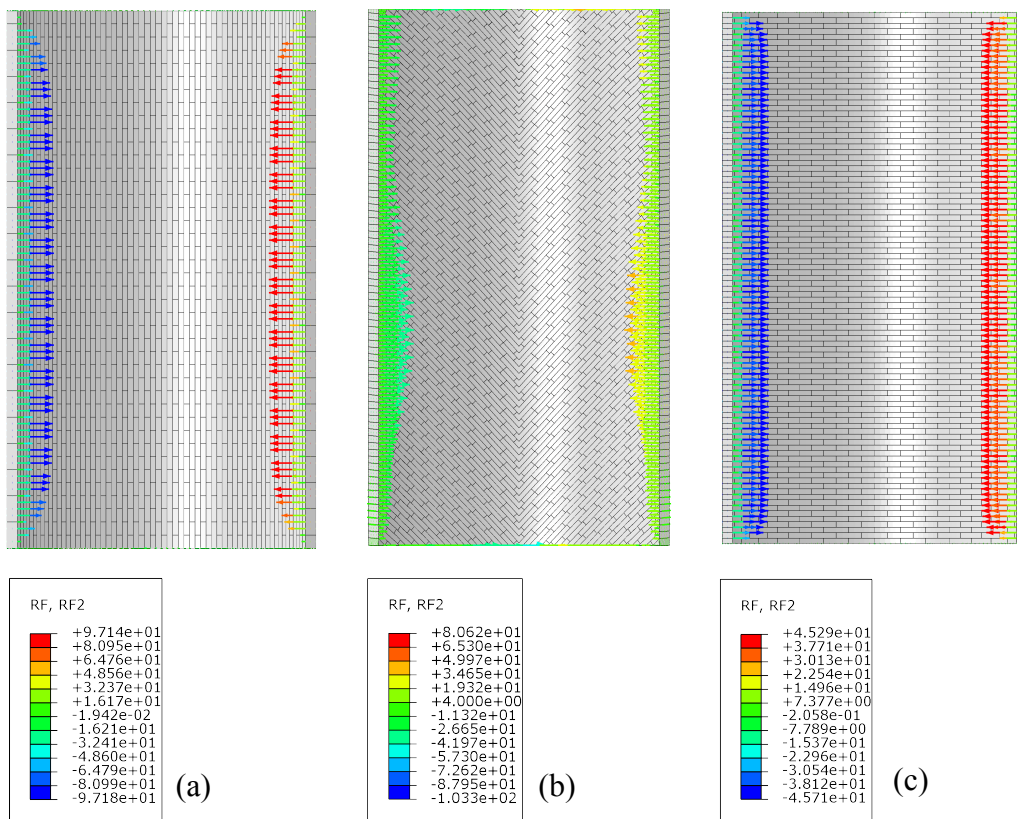 RF, RF2
+9.714e+01
+8.095e+01
+6.476e+01
+4.856e+01
+3.237e+01
+1.617e+01
-1.942e-02
-1.621e+01
-3.241e+01
-4.860e+01
-6.479e+01
-8.099e+01
-9.718e+01
(a)
RF, RF2
+8.062e+01
+6.530e+01
+4.997e+01
+3.465e+01
+1.932e+01
+4.000e+00
-1.132e+01
-2.665e+01
-4.197e+01
-5.730e+01
-7.262e+01
-8.795e+01
-1.033e+02
(b)
RF, RF2
+4.529e+01
+3.771e+01
+3.013e+01
+2.254e+01
+1.496e+01
+7.377e+00
-2.058e-01
-7.789e+00
-1.537e+01
-2.296e+01
-3.054e+01
-3.812e+01
-4.571e+01
(c)